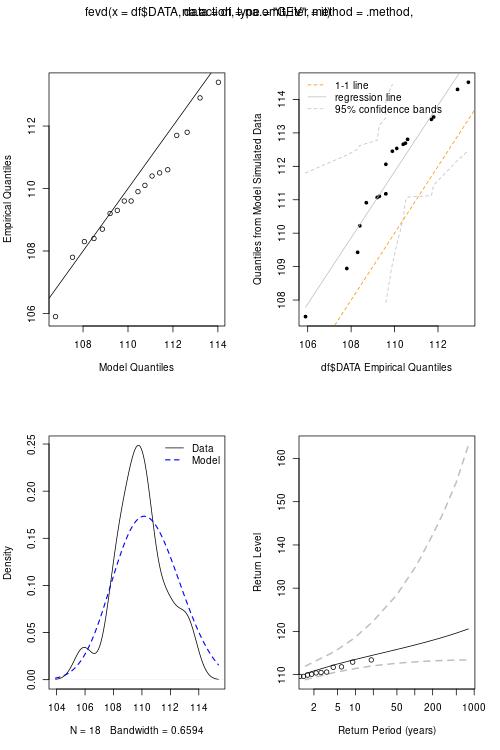 fevd(x = df$DATA, data = df, type = "GEV", method = .method,
Empirical Quantiles
106 108 110 112
108 110 112 114
Model Quantiles
Quantiles from Model Simulated Data
108 109 110 111 112 113 114
1-1 line
regression line
95% confidence bands
106 108 110 112
df$DATA Empirical Quantiles
Density
0.00 0.05 0.10 0.15 0.20 0.25
Data
Model
104 106 108 110 112 114
N = 18 Bandwidth = 0.6594
Return Level
110 120 130 140 150 160
2 5 10 50 200 1000
Return Period (years)